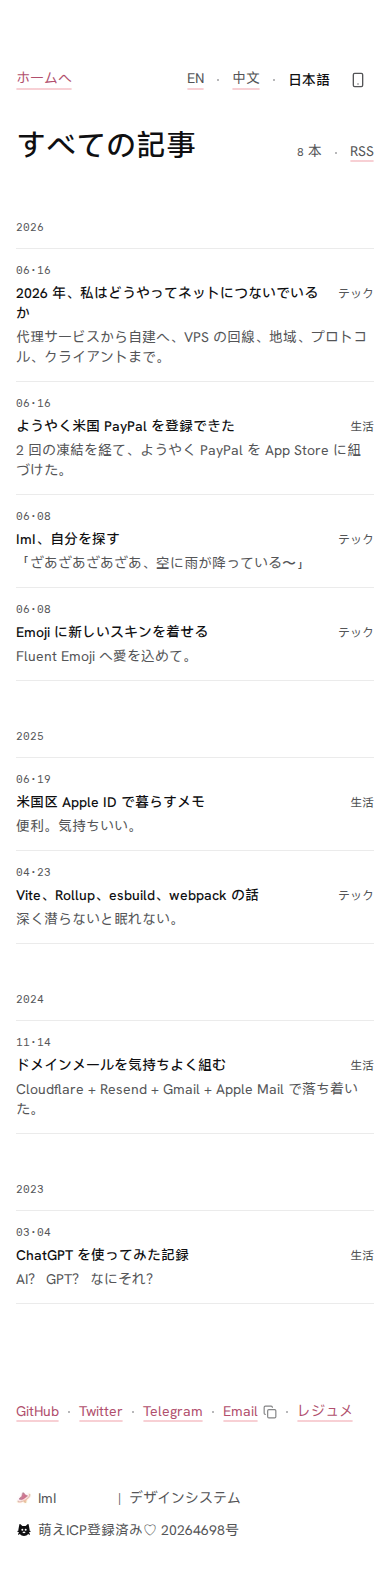 ホームへ EN · 中文 · 日本語
すべての記事 8 本 · RSS
2026
06·16
2026 年、私はどうやってネットにつないでいる テック
か
代理サービスから自建へ、VPS の回線、地域、プロトコ
ル、クライアントまで。
06·16
ようやく米国 PayPal を登録できた 生活
2 回の凍結を経て、ようやく PayPal を App Store に紐
づけた。
06·08
Iml、自分を探す テック
「ざあざあざあざあ、空に雨が降っている〜」
06·08
Emoji に新しいスキンを着せる テック
Fluent Emoji へ愛を込めて。
2025
06·19
米国区 Apple ID で暮らすメモ 生活
便利。気持ちいい。
04·23
Vite、Rollup、esbuild、webpack の話 テック
深く潜らないと眠れない。
2024
11·14
ドメインメールを気持ちよく組む 生活
Cloudflare + Resend + Gmail + Apple Mail で落ち着い
た。
2023
03·04
ChatGPT を使ってみた記録 生活
AI? GPT? なにそれ?
GitHub · Twitter · Telegram · Email · レジュメ
Iml | デザインシステム
萌えICP登録済み♡ 20264698号